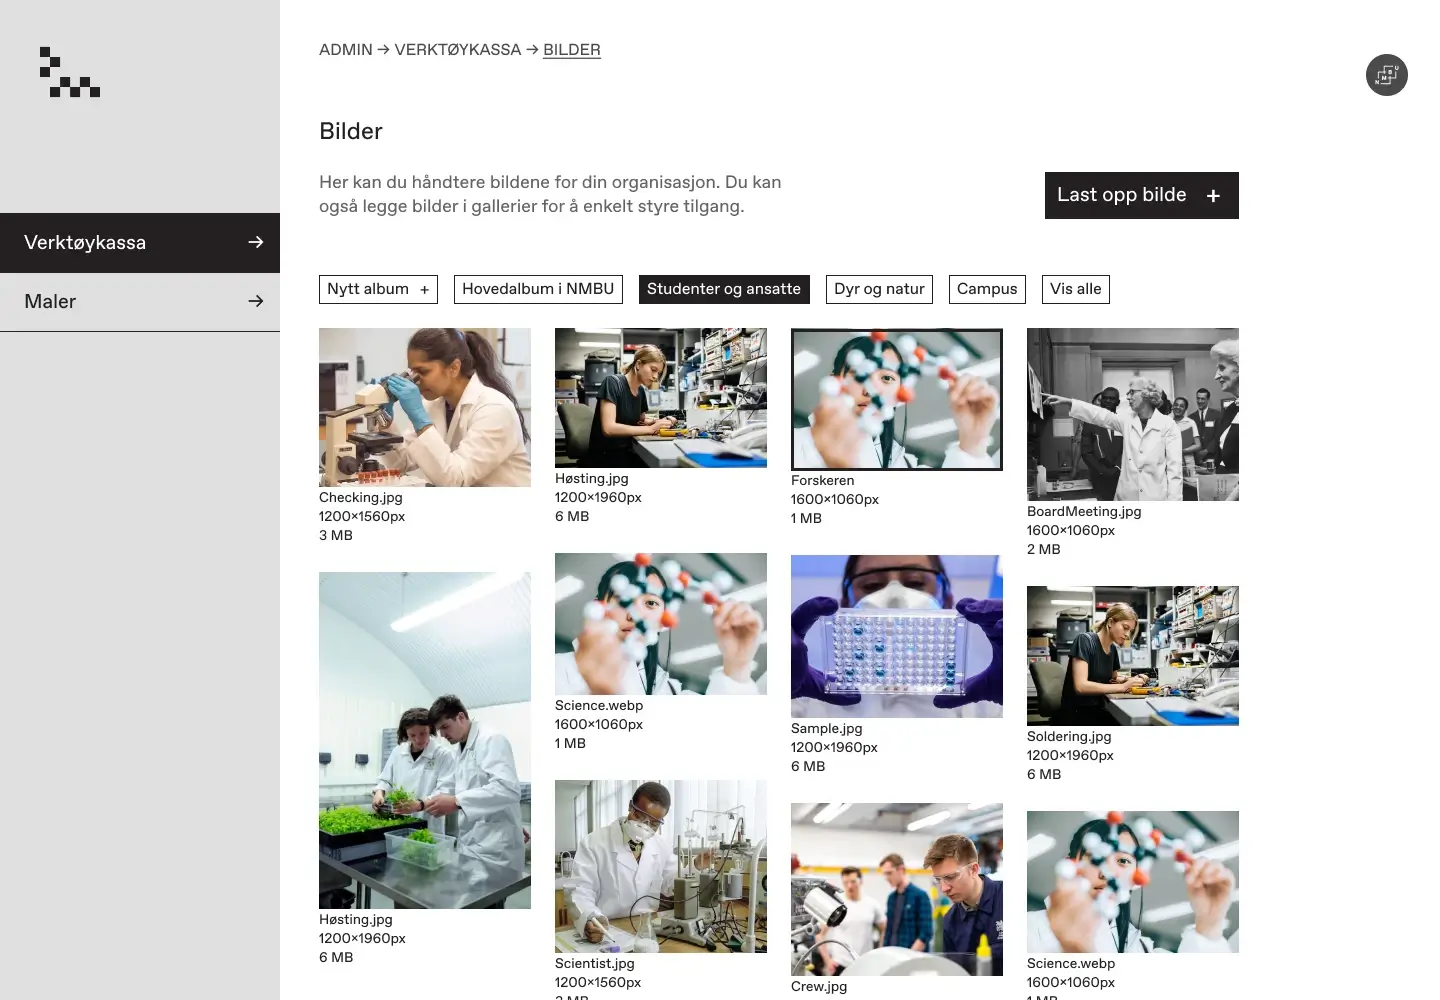 ADMIN → VERKTØYKASSA → BILDER
Bilder
Her kan du håndtere bildene for din organisasjon. Du kan
også legge bilder i gallerier for å enkelt styre tilgang.
Last opp bilde +
Verktøykassa →
Maler →
Nytt album +
Hovedalbum i NMBU
Studenter og ansatte
Dyr og natur
Campus
Vis alle
Checking.jpg
1200×1560px
3 MB
Høsting.jpg
1200×1960px
6 MB
Forskeren
1600×1060px
1 MB
BoardMeeting.jpg
1600×1060px
2 MB
Høsting.jpg
1200×1960px
6 MB
Science.webp
1600×1060px
1 MB
Sample.jpg
1200×1960px
6 MB
Soldering.jpg
1200×1960px
6 MB
Scientist.jpg
1200×1560px
Crew.jpg
Science.webp
1600×1060px
1 MB